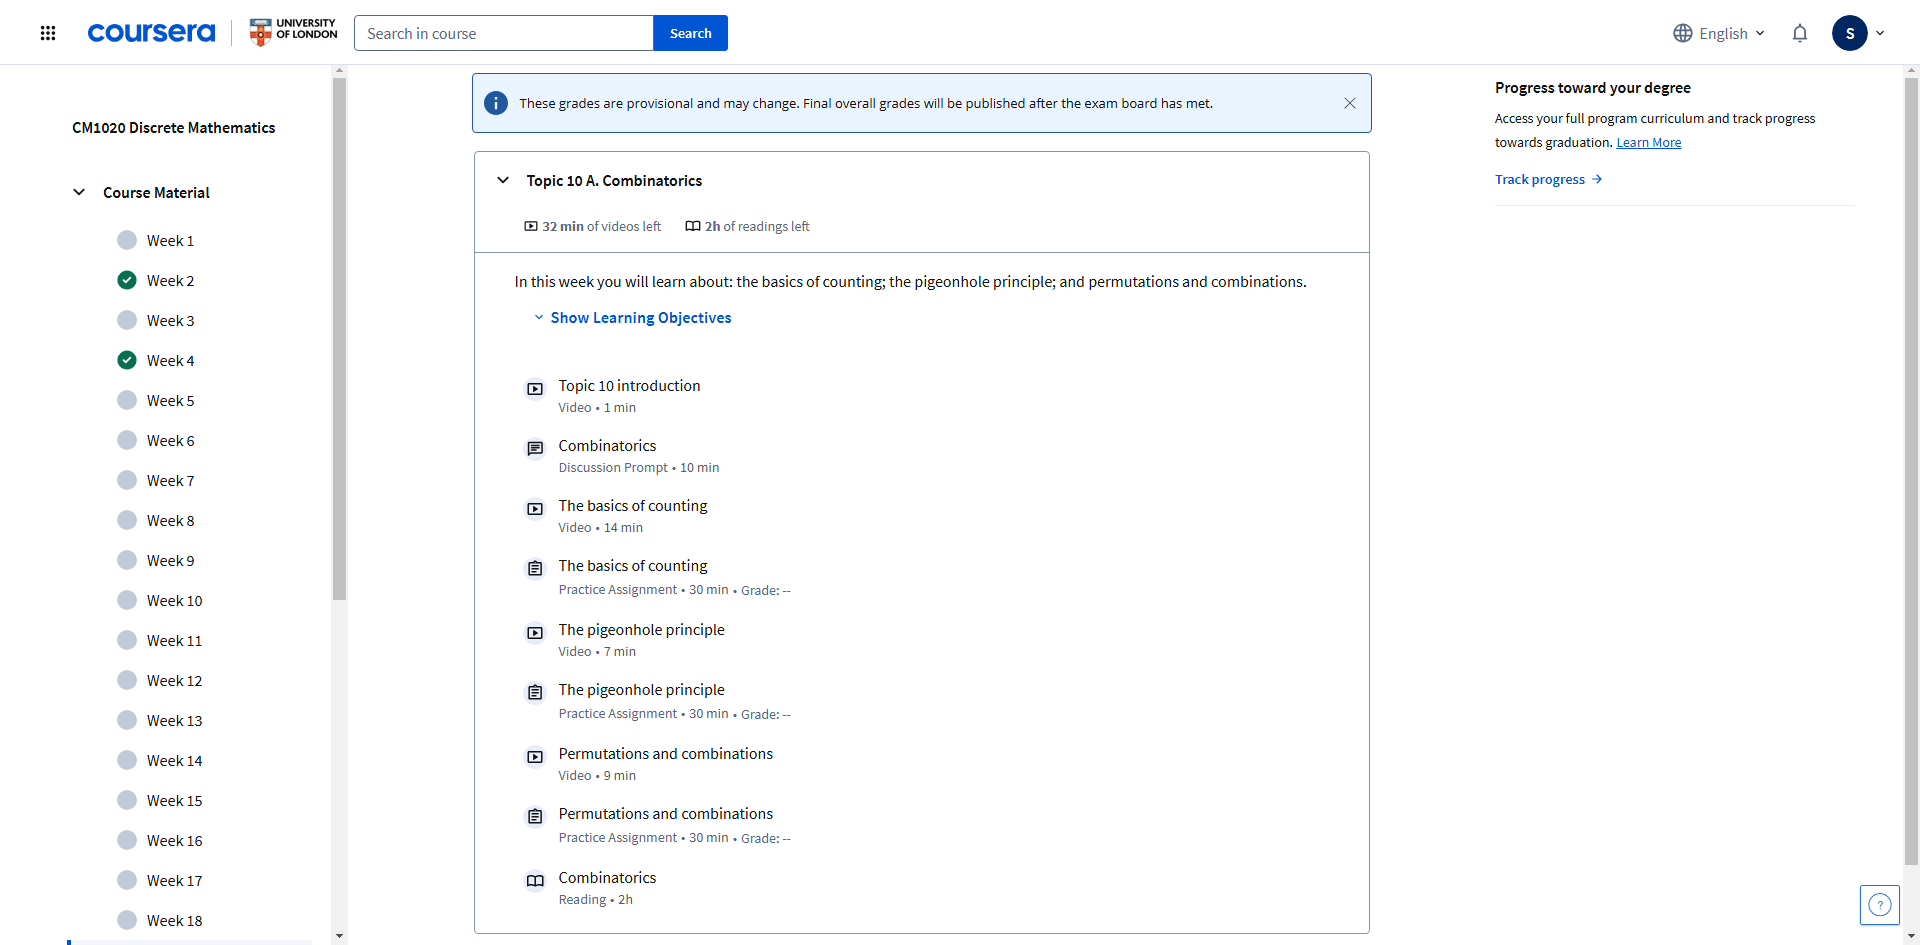 coursera
UNIVERSITY
OF LONDON
Search in course
Search
English
S
CM1020 Discrete Mathematics
Course Material
Week 1
Week 2
Week 3
Week 4
Week 5
Week 6
Week 7
Week 8
Week 9
Week 10
Week 11
Week 12
Week 13
Week 14
Week 15
Week 16
Week 17
Week 18
These grades are provisional and may change. Final overall grades will be published after the exam board has met.
Topic 10 A. Combinatorics
32 min of videos left
2h of readings left
In this week you will learn about: the basics of counting; the pigeonhole principle; and permutations and combinations.
Show Learning Objectives
Topic 10 introduction
Video • 1 min
Combinatorics
Discussion Prompt • 10 min
The basics of counting
Video • 14 min
The basics of counting
Practice Assignment • 30 min • Grade: --
The pigeonhole principle
Video • 7 min
The pigeonhole principle
Practice Assignment • 30 min • Grade: --
Permutations and combinations
Video • 9 min
Permutations and combinations
Practice Assignment • 30 min • Grade: --
Combinatorics
Reading • 2h
Progress toward your degree
Access your full program curriculum and track progress
towards graduation. Learn More
Track progress →
?